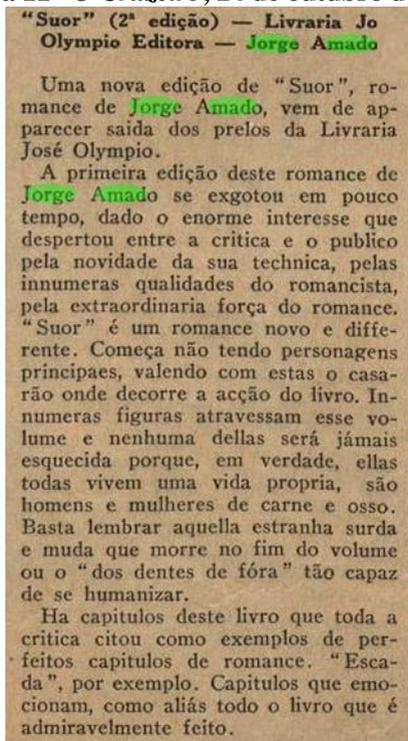 "Suor" (2ª edição) — Livraria Jo
Olympio Editora — Jorge Amado
Uma nova edição de "Suor", ro-
mance de Jorge Amado, vem de ap-
parecer saida dos prelos da Livraria
José Olympio.
A primeira edição deste romance de
Jorge Amado se exgotou em pouco
tempo, dado o enorme interesse que
despertou entre a critica e o publico
pela novidade da sua technica, pelas
innumeras qualidades do romancista,
pela extraordinaria força do romance.
"Suor" é um romance novo e diffe-
rente. Começa não tendo personagens
principaes, valendo com estas o casa-
rão onde decorre a acção do livro. In-
numeras figuras atravessam esse vo-
lume e nenhuma dellas será jámais
esquecida porque, em verdade, ellas
todas vivem uma vida propria, são
homens e mulheres de carne e osso.
Basta lembrar aquella estranha surda
e muda que morre no fim do volume
ou o "dos dentes de fóra" tão capaz
de se humanizar.
Ha capitulos deste livro que toda a
critica citou como exemplos de per-
feitos capitulos de romance. "Esca-
da", por exemplo. Capitulos que emo-
cionam, como aliás todo o livro que é
admiravelmente feito.